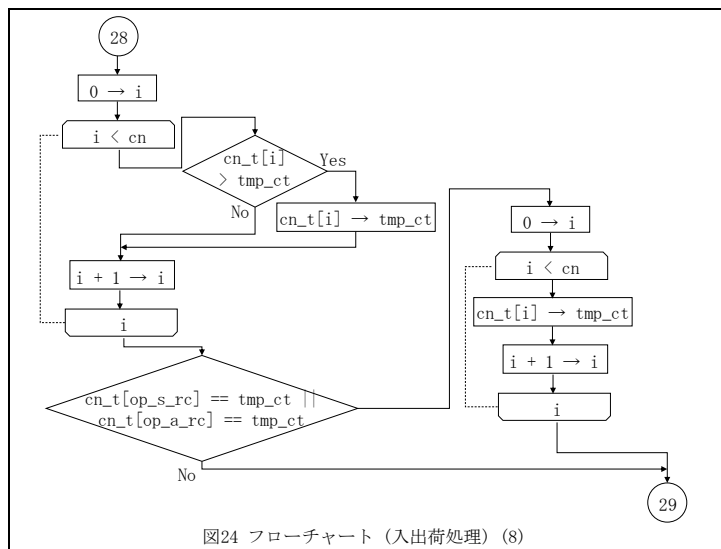 28
0 → i
i < cn
cn_t[i]
> tmp_ct
Yes
No
cn_t[i] → tmp_ct
i + 1 → i
i
cn_t[op_s_rc] == tmp_ct ||
cn_t[op_a_rc] == tmp_ct
No
0 → i
i < cn
cn_t[i] → tmp_ct
i + 1 → i
i
29
図24 フローチャート (入出荷処理) (8)